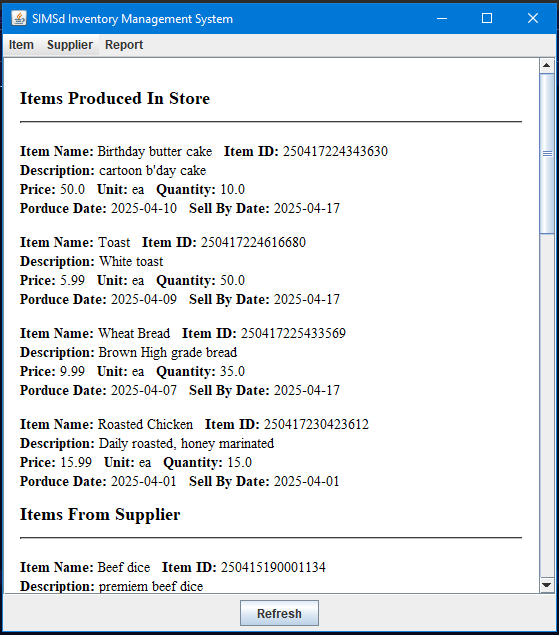 SIMSd Inventory Management System
Item Supplier Report
Items Produced In Store
Item Name: Birthday butter cake Item ID: 250417224343630
Description: cartoon b'day cake
Price: 50.0 Unit: ea Quantity: 10.0
Porduce Date: 2025-04-10 Sell By Date: 2025-04-17
Item Name: Toast Item ID: 250417224616680
Description: White toast
Price: 5.99 Unit: ea Quantity: 50.0
Porduce Date: 2025-04-09 Sell By Date: 2025-04-17
Item Name: Wheat Bread Item ID: 250417225433569
Description: Brown High grade bread
Price: 9.99 Unit: ea Quantity: 35.0
Porduce Date: 2025-04-07 Sell By Date: 2025-04-17
Item Name: Roasted Chicken Item ID: 250417230423612
Description: Daily roasted, honey marinated
Price: 15.99 Unit: ea Quantity: 15.0
Porduce Date: 2025-04-01 Sell By Date: 2025-04-01
Items From Supplier
Item Name: Beef dice Item ID: 250415190001134
Description: premiem beef dice
Refresh